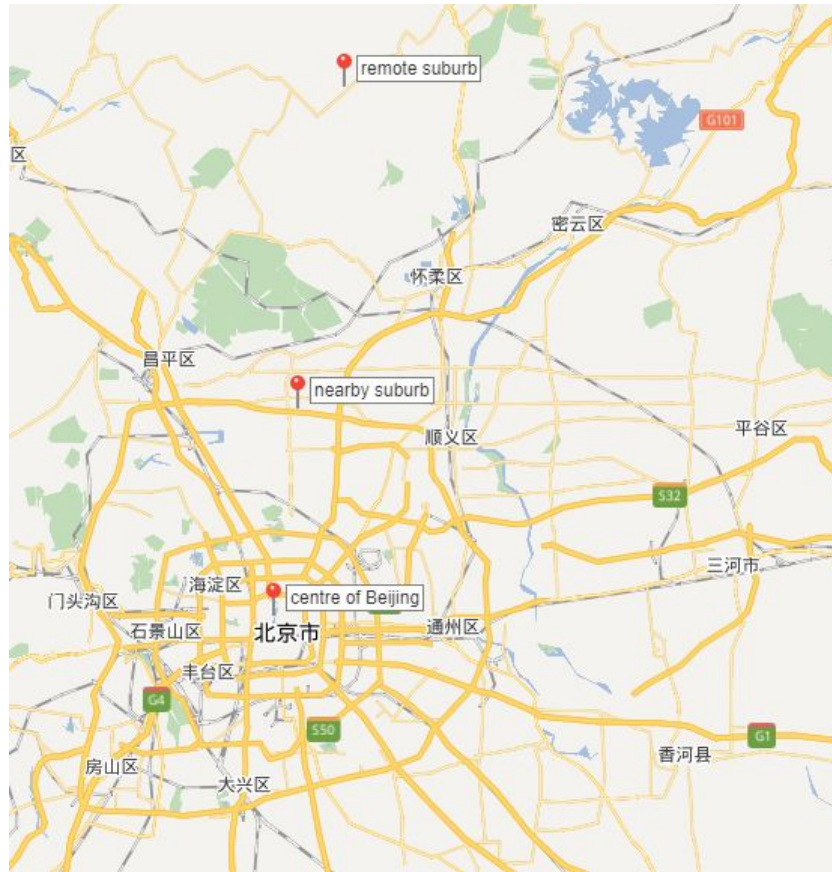 remote suburb
G101
区
密云区
怀柔区
昌平区
nearby suburb
顺义区
平谷区
S32
三河市
海淀区
centre of Beijing
门头沟区
石景山区
北京市
通州区
丰台区
G4
S50
G1
香河县
房山区
大兴区